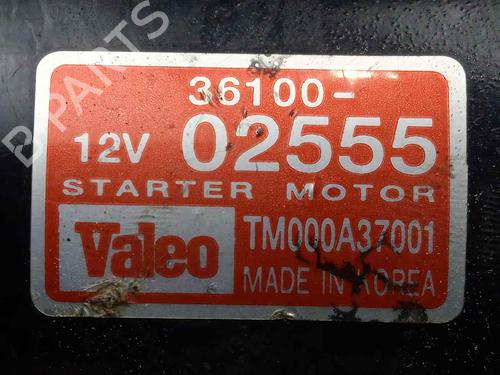 36100-
12V 02555
STARTER MOTOR
Valeo TM000A37001
MADE IN KOREA
B PARTS